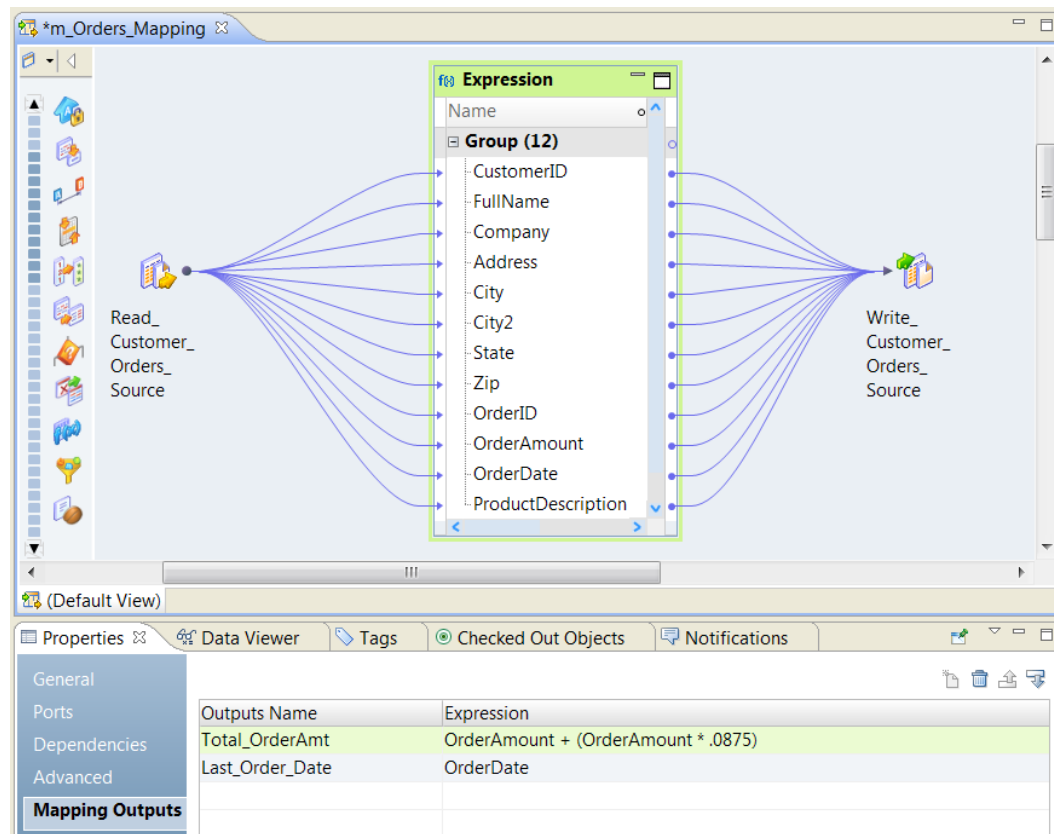 *m_Orders_Mapping
f(x) Expression
Name
Group (12)
CustomerID
FullName
Company
Address
City
City2
State
Zip
OrderID
OrderAmount
OrderDate
ProductDescription
Read_
Customer_
Orders_
Source
Write_
Customer_
Orders_
Source
(Default View)
Properties Data Viewer Tags Checked Out Objects Notifications
General
Ports
Dependencies
Advanced
Mapping Outputs
Outputs Name Expression
Total_OrderAmt OrderAmount + (OrderAmount * .0875)
Last_Order_Date OrderDate